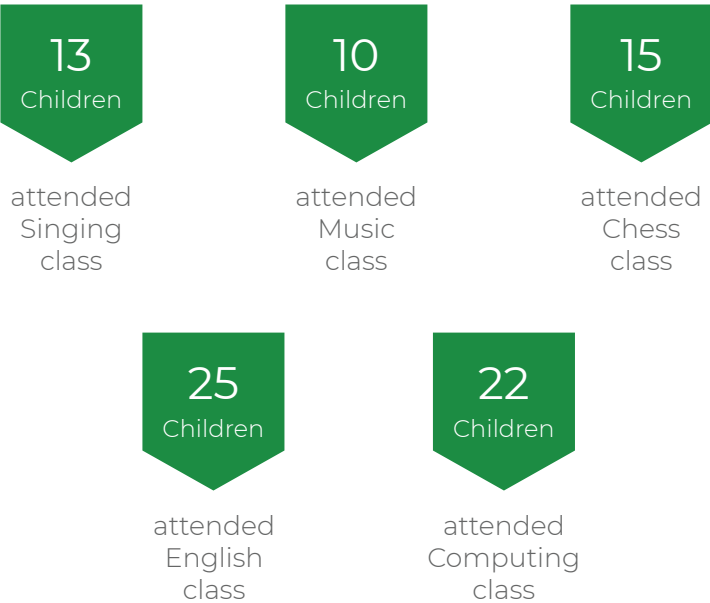 13
Children
attended
Singing
class
10
Children
attended
Music
class
15
Children
attended
Chess
class
25
Children
attended
English
class
22
Children
attended
Computing
class